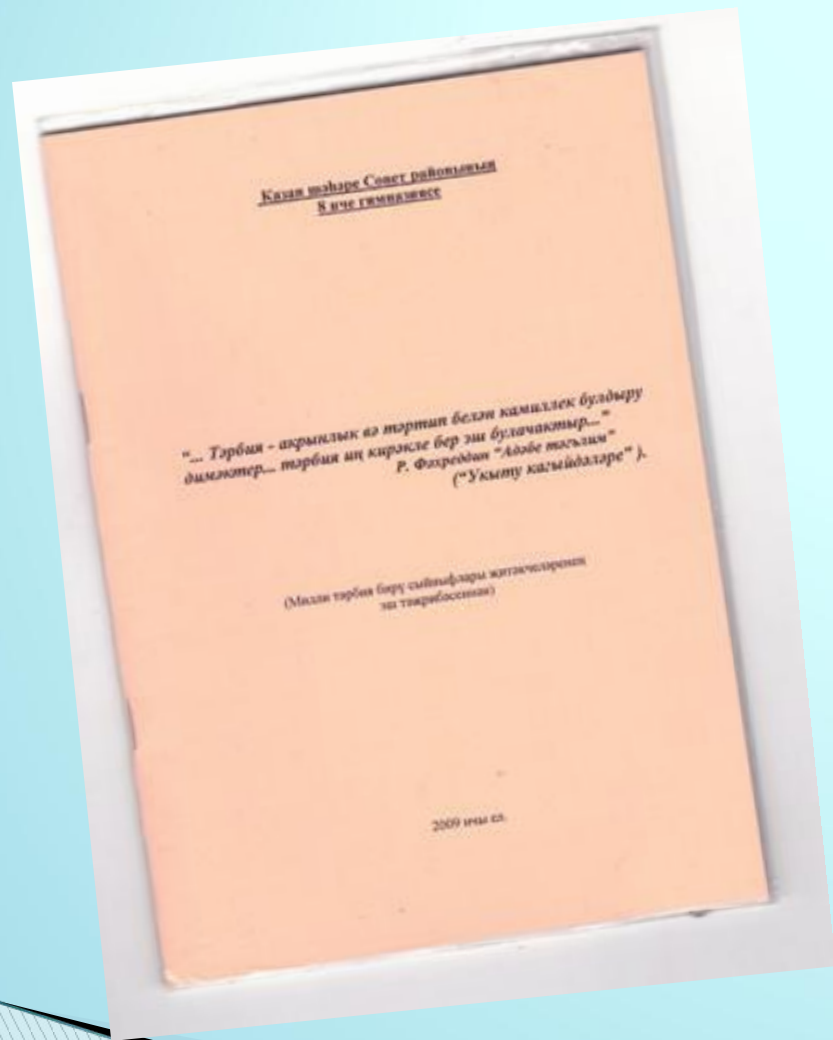 Казан шәһәре Совет районының
8 нче гимназиясе
“... Тәрбия - акрынлык вә тәртип белән камиллек булдыру
димәктер... тәрбия иң кирәкле бер эш булачактыр...”
Р. Фәхреддин “Адәбе тәгълим”
(“Укыту кагыйдәләре” ).
(Милли тәрбия бирү сыйныфлары җитәкчеләренең
эш тәҗрибәсеннән)
2009 нчы ел.